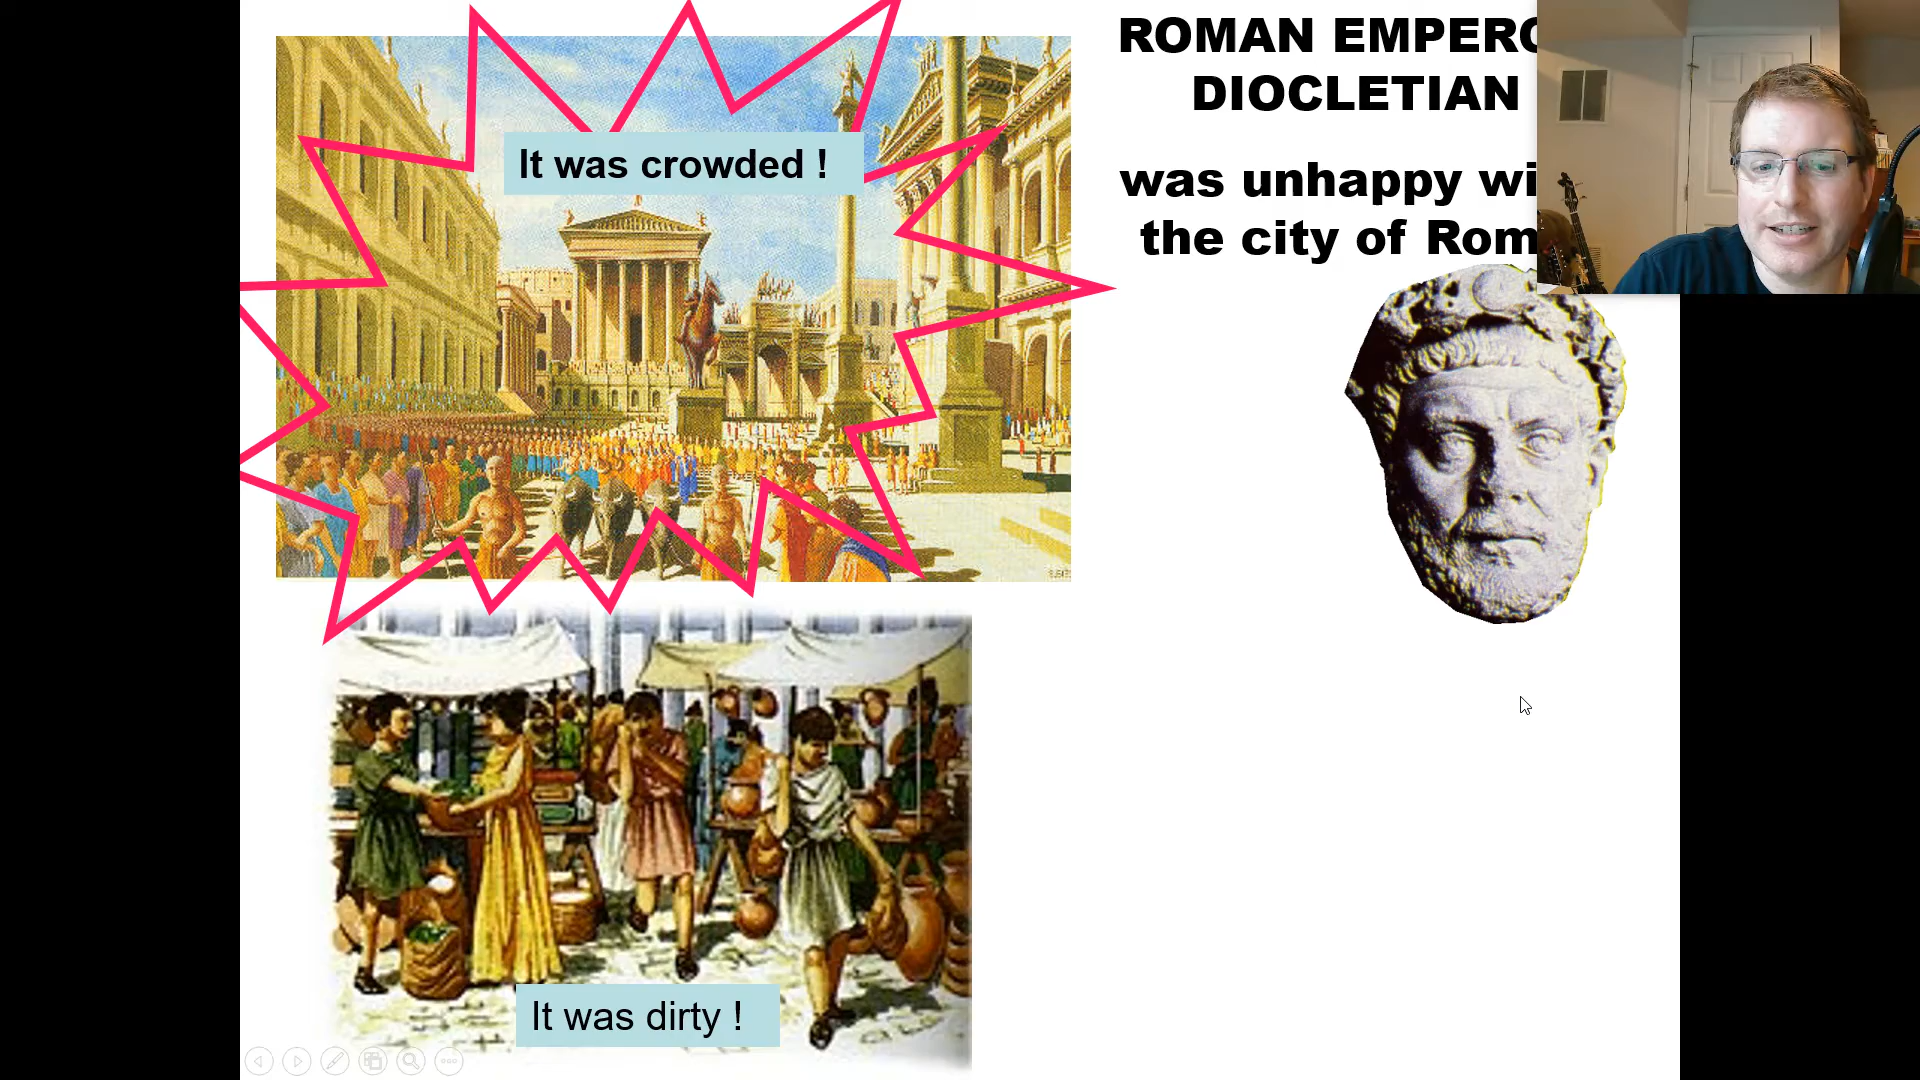 ROMAN EMPERO
DIOCLETIAN
was unhappy wi
the city of Rom
It was crowded !
It was dirty !